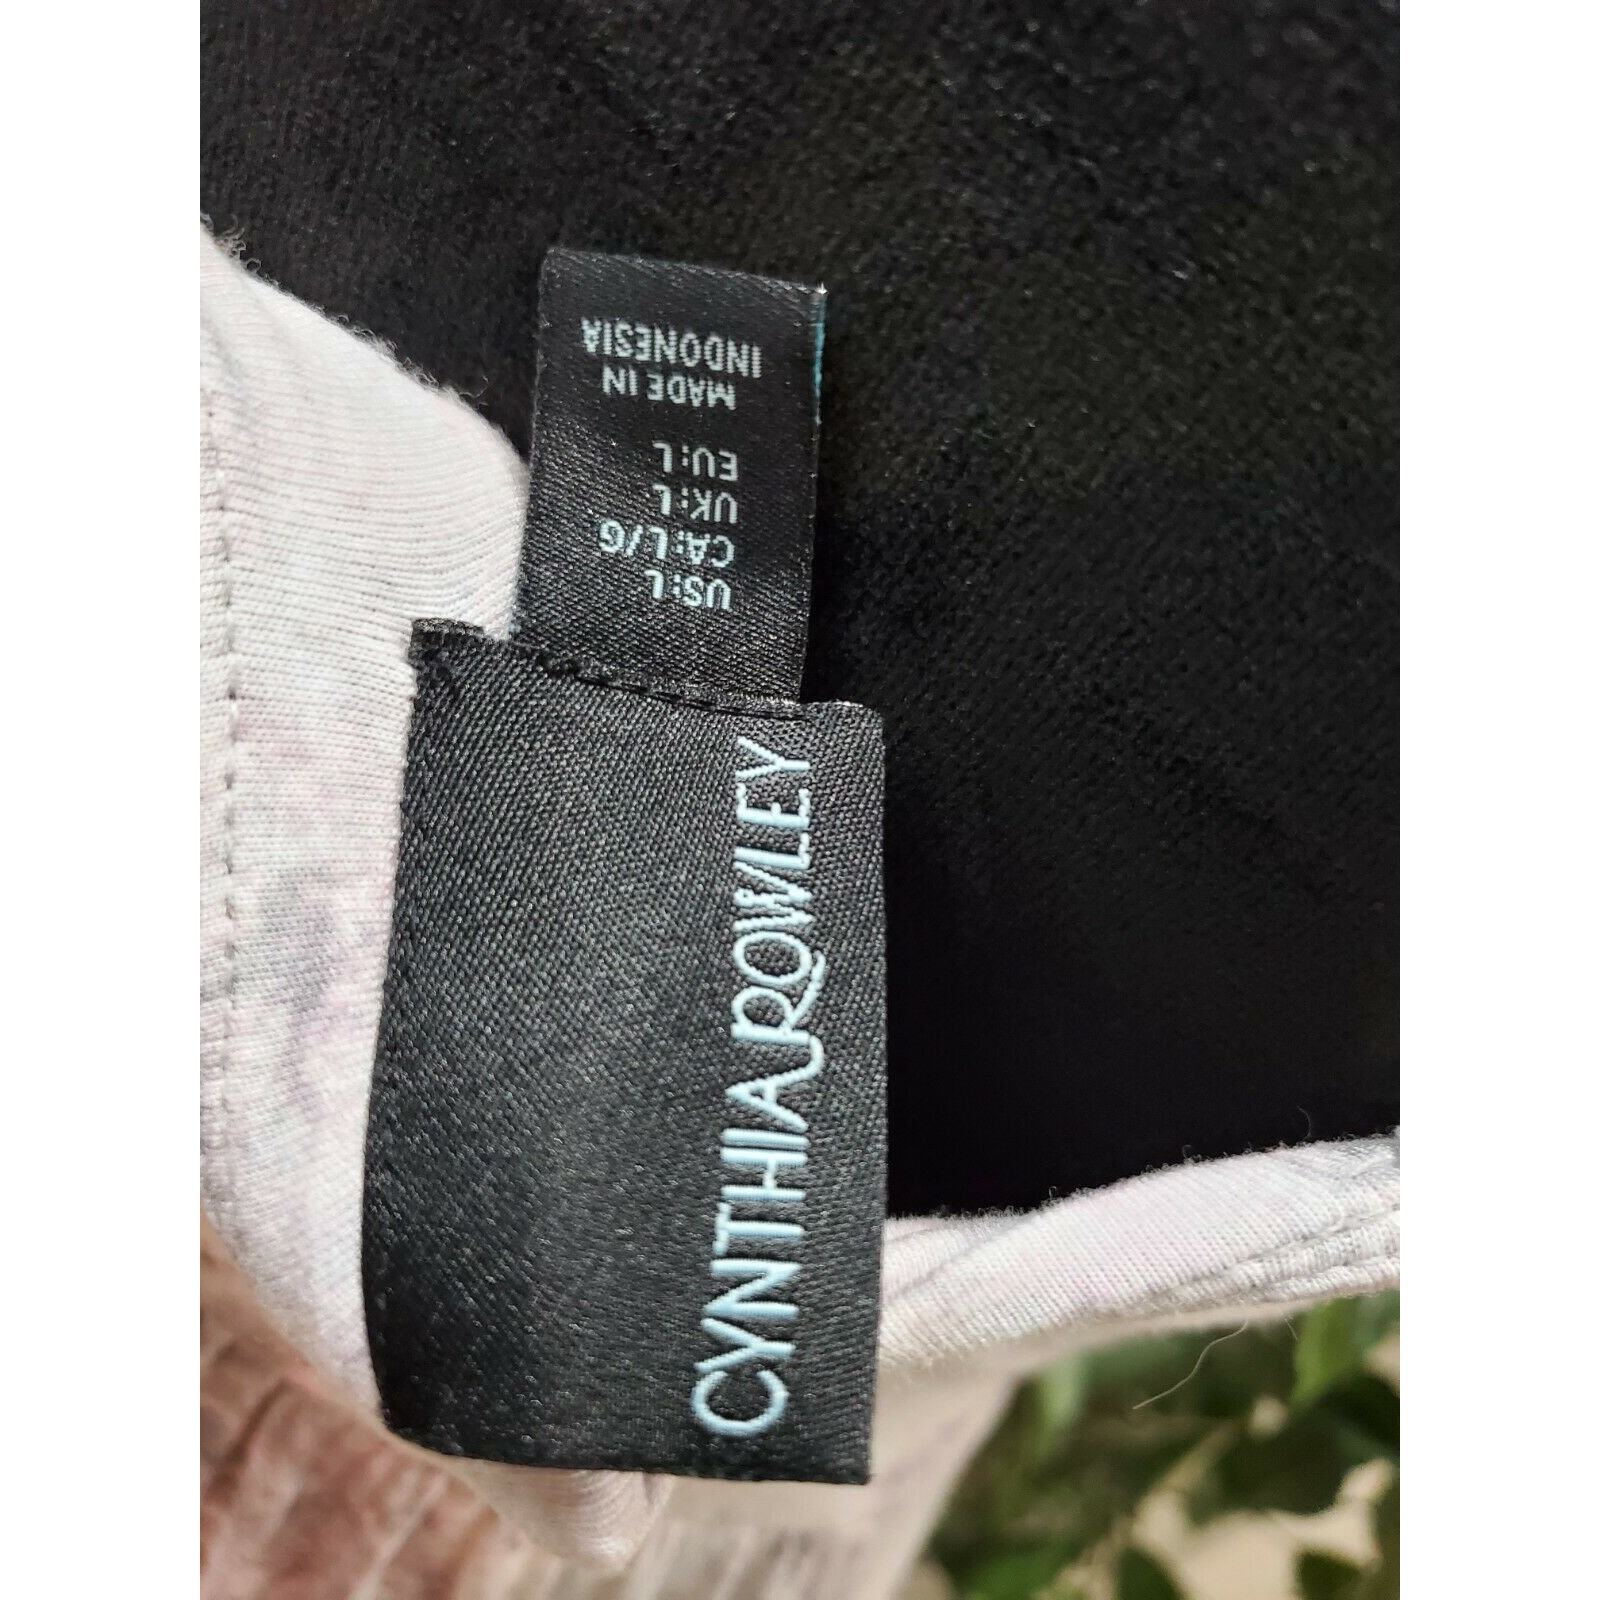 CYNTHIA ROWLEY
US:L
CA:L/G
UK:L
EU:L
MADE IN
INDONESIA